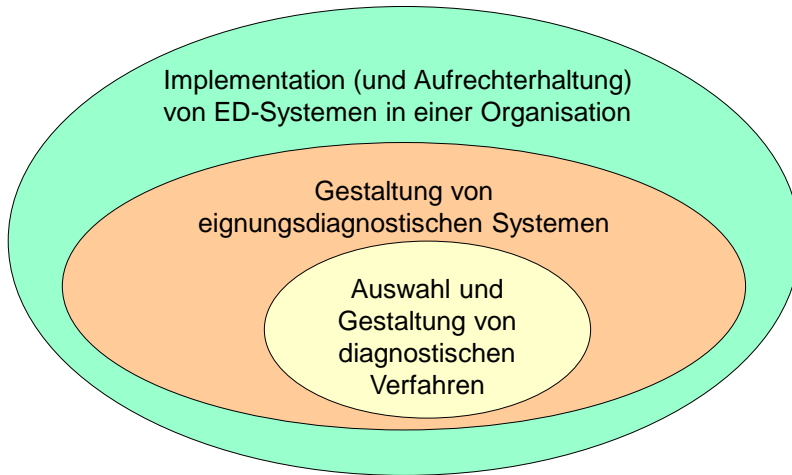 Implementation (und Aufrechterhaltung)
von ED-Systemen in einer Organisation
Gestaltung von
eignungsdiagnostischen Systemen
Auswahl und
Gestaltung von
diagnostischen
Verfahren